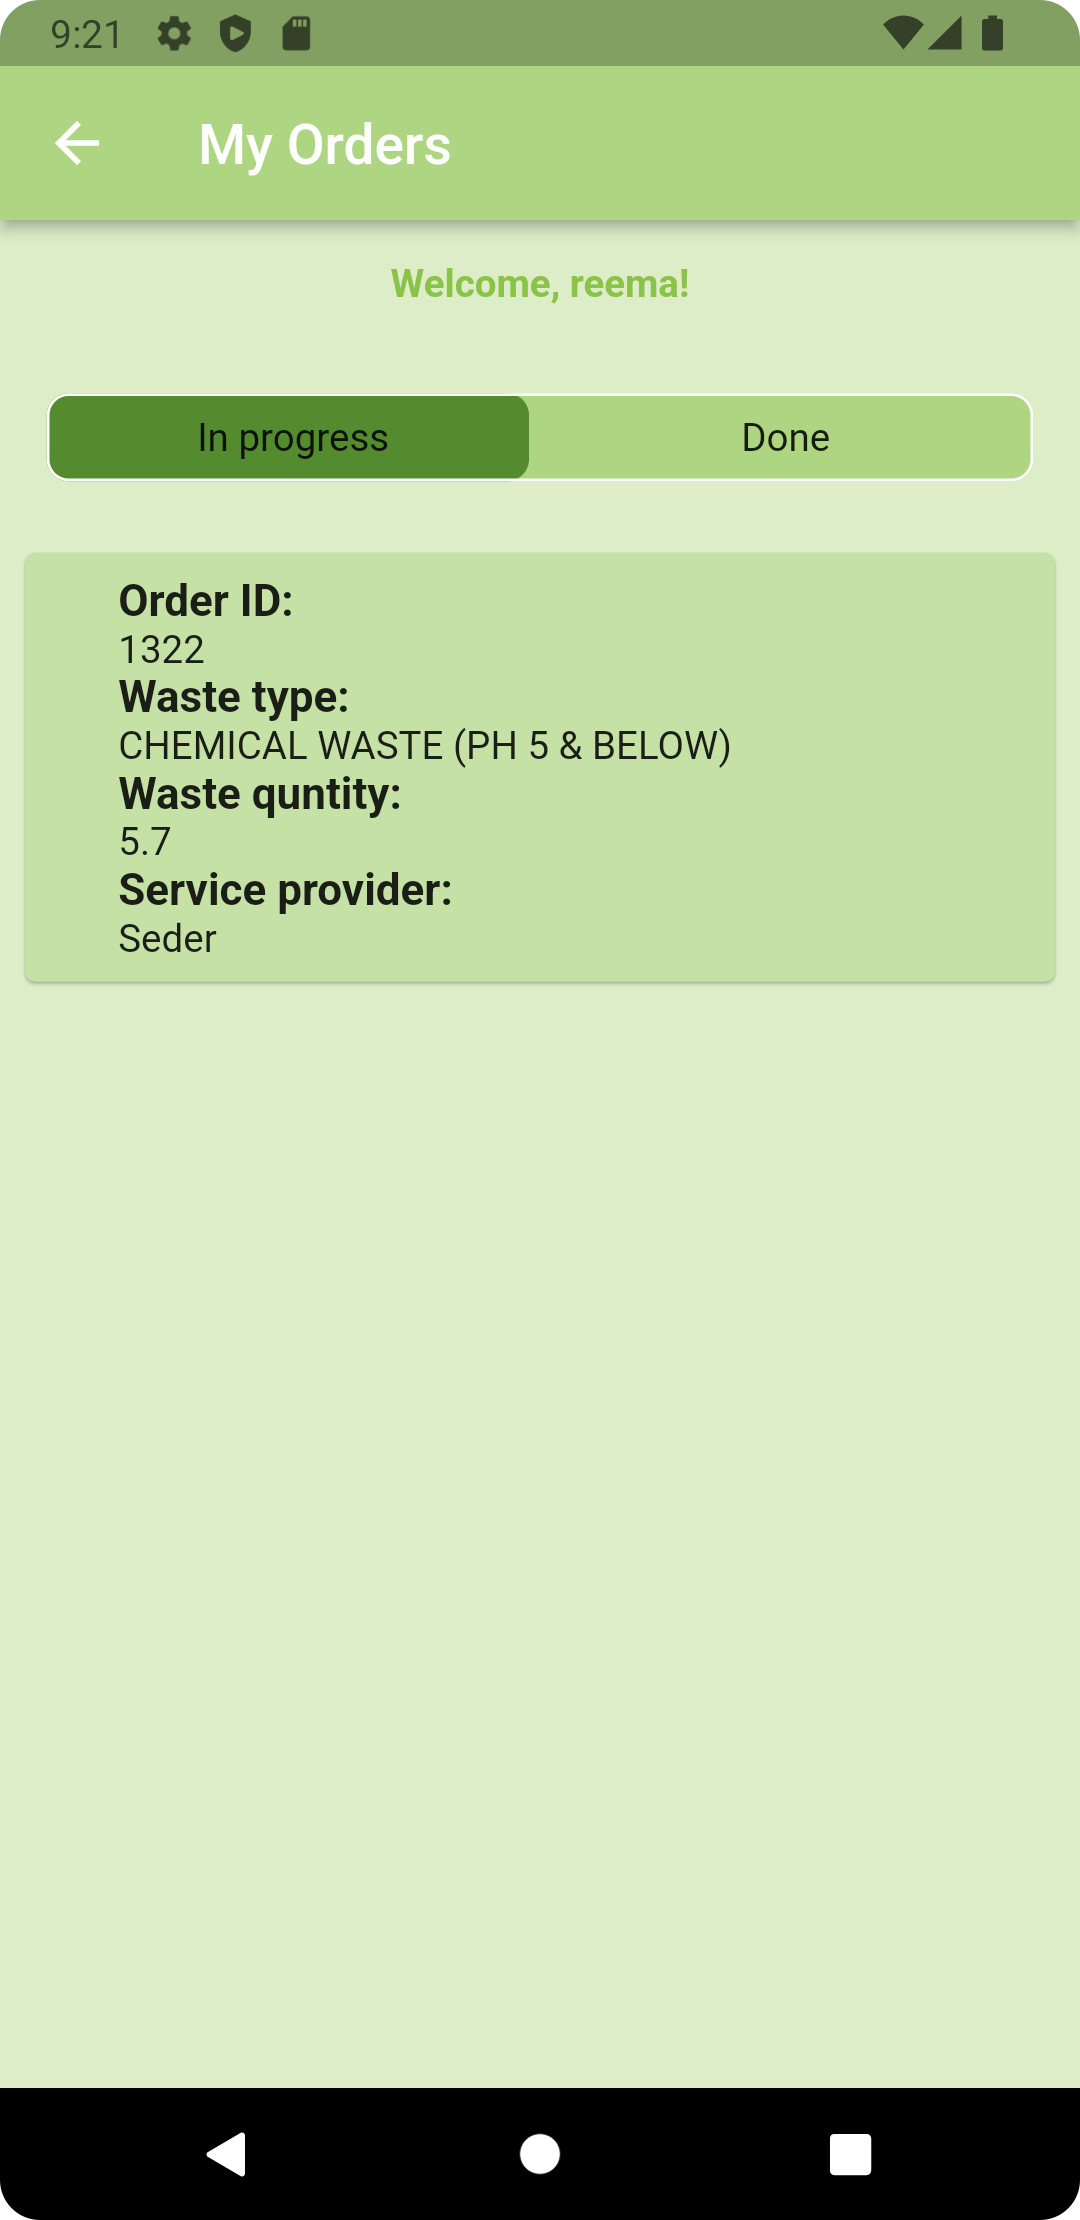 9:21
My Orders
Welcome, reema!
In progress
Done
Order ID:
1322
Waste type:
CHEMICAL WASTE (PH 5 & BELOW)
Waste quntity:
5.7
Service provider:
Seder